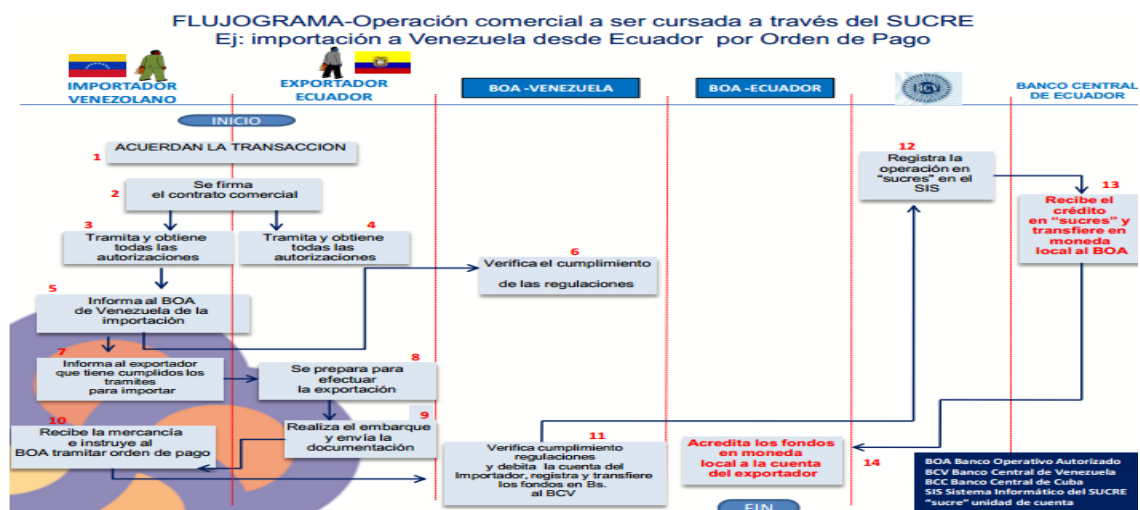 FLUJOGRAMA-Operación comercial a ser cursada a través del SUCRE
Ej: importación a Venezuela desde Ecuador por Orden de Pago
IMPORTADOR
VENEZOLANO
EXPORTADOR
ECUADOR
BOA -VENEZUELA
BOA -ECUADOR
BCV
BANCO CENTRAL
DE ECUADOR
INICIO
1
ACUERDAN LA TRANSACCION
2
Se firma
el contrato comercial
3
Tramita y obtiene
todas las
autorizaciones
4
Tramita y obtiene
todas las
autorizaciones
5
Informa al BOA
de Venezuela de la
importación
6
Verifica el cumplimiento
de las regulaciones
7
Informa al exportador
que tiene cumplidos los
tramites
para importar
8
Se prepara para
efectuar
la exportación
9
Realiza el embarque
y envía la
documentación
10
Recibe la mercancía
e instruye al
BOA tramitar orden de pago
11
Verifica cumplimiento
regulaciones
y debita la cuenta del
Importador, registra y transfiere
los fondos en Bs.
al BCV
12
Registra la
operación en
"sucres" en el
SIS
13
Recibe el
crédito
en "sucres" y
transfiere en
moneda
local al BOA
14
Acredita los fondos
en moneda
local a la cuenta
del exportador
FIN
BOA Banco Operativo Autorizado
BCV Banco Central de Venezuela
BCC Banco Central de Cuba
SIS Sistema Informático del SUCRE
"sucre" unidad de cuenta